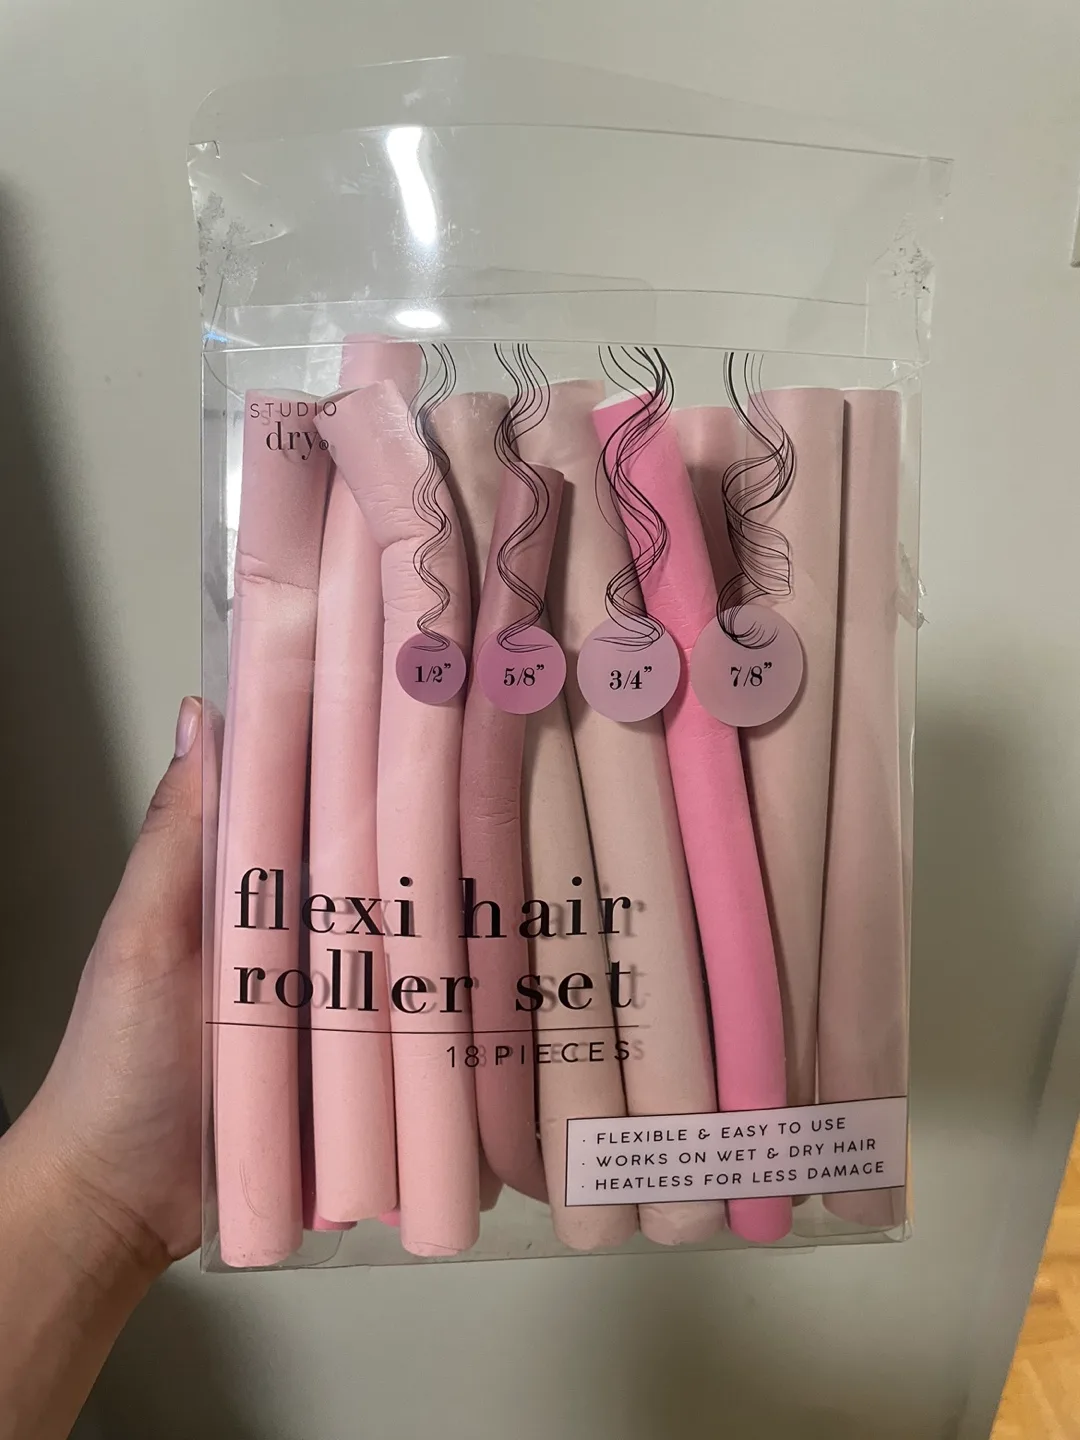 STUDIO
dry®
1/2"
5/8"
3/4"
7/8"
flexi hair
roller set
18 PIECES
· FLEXIBLE & EASY TO USE
· WORKS ON WET & DRY HAIR
· HEATLESS FOR LESS DAMAGE